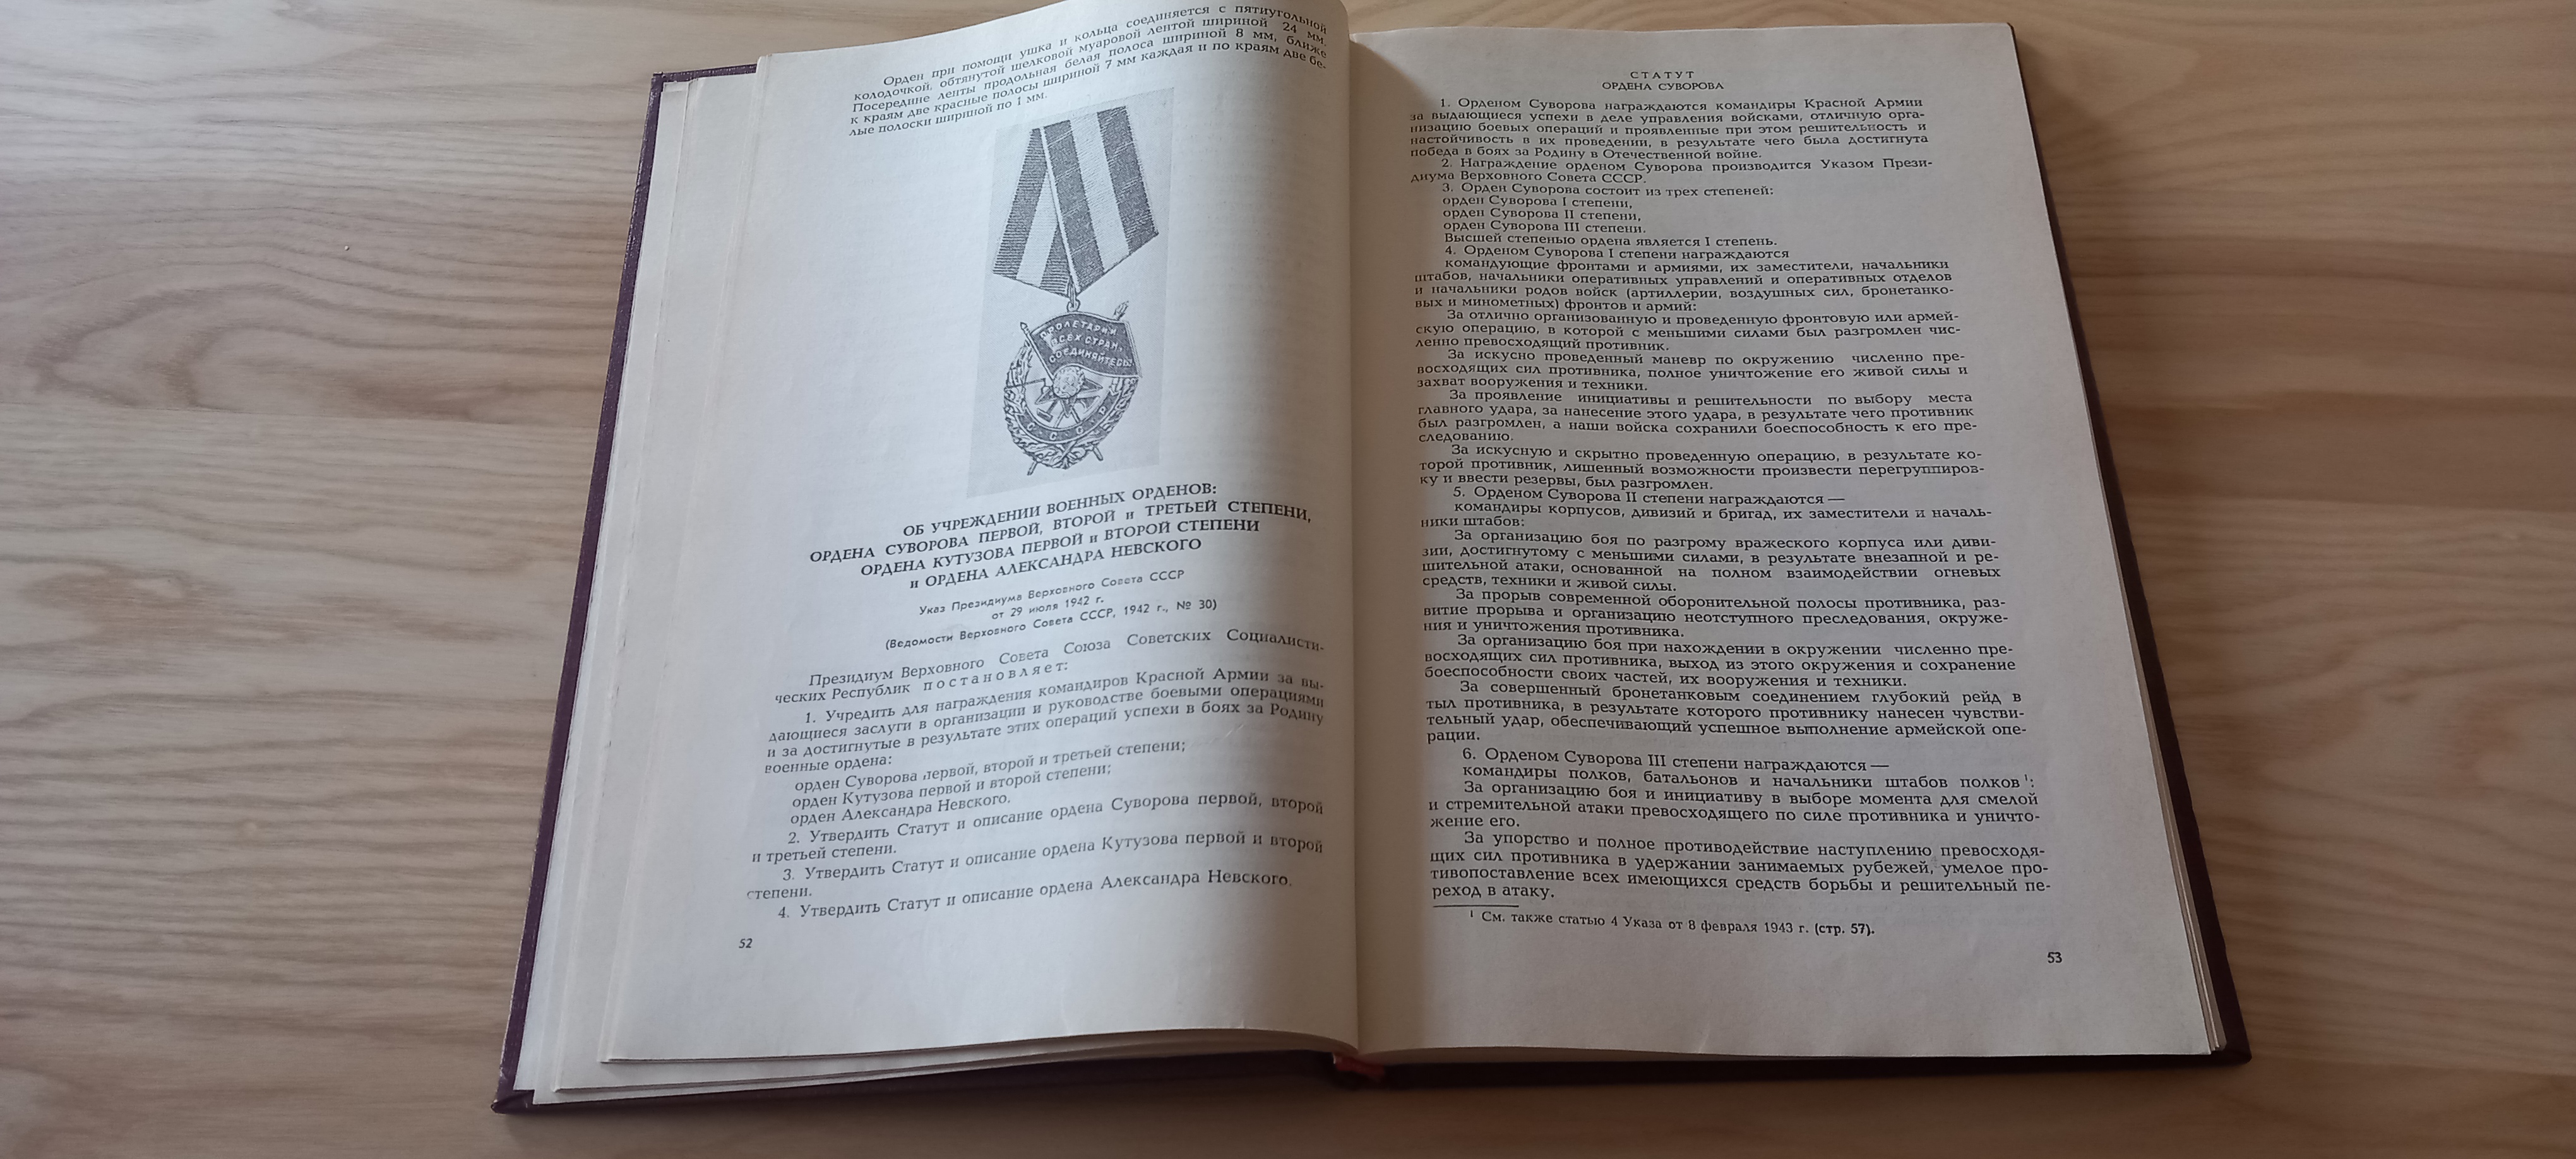 Орден при помощи ушка и кольца соединяется с пятиугольной
колодочкой, обтянутой шелковой муаровой лентой шириной 24 мм.
Посередине ленты продольная белая полоса шириной 8 мм, ближе
к краям две красные полосы шириной 7 мм каждая и по краям две бе-
лые полоски шириной по 1 мм.
ПРОЛЕТАРИИ
ВСЕХ СТРАН,
СОЕДИНЯЙТЕСЬ!
СССР
ОБ УЧРЕЖДЕНИИ ВОЕННЫХ ОРДЕНОВ:
ОРДЕНА СУВОРОВА ПЕРВОЙ, ВТОРОЙ и ТРЕТЬЕЙ СТЕПЕНИ,
ОРДЕНА КУТУЗОВА ПЕРВОЙ и ВТОРОЙ СТЕПЕНИ
и ОРДЕНА АЛЕКСАНДРА НЕВСКОГО
Указ Президиума Верховного Совета СССР
от 29 июля 1942 г.
(Ведомости Верховного Совета СССР, 1942 г., № 30)
Президиум Верховного Совета Союза Советских Социалисти-
ческих Республик постановляет:
1. Учредить для награждения командиров Красной Армии за вы-
дающиеся заслуги в организации и руководстве боевыми операциями
и за достигнутые в результате этих операций успехи в боях за Родину
военные ордена:
орден Суворова первой, второй и третьей степени;
орден Кутузова первой и второй степени;
орден Александра Невского.
2. Утвердить Статут и описание ордена Суворова первой, второй
и третьей степени.
3. Утвердить Статут и описание ордена Кутузова первой и второй
степени.
4. Утвердить Статут и описание ордена Александра Невского.
52
СТАТУТ
ОРДЕНА СУВОРОВА
1. Орденом Суворова награждаются командиры Красной Армии
за выдающиеся успехи в деле управления войсками, отличную орга-
низацию боевых операций и проявленные при этом решительность и
настойчивость в их проведении, в результате чего была достигнута
победа в боях за Родину в Отечественной войне.
2. Награждение орденом Суворова производится Указом Прези-
диума Верховного Совета СССР.
3. Орден Суворова состоит из трех степеней:
орден Суворова I степени,
орден Суворова II степени,
орден Суворова III степени.
Высшей степенью ордена является I степень.
4. Орденом Суворова I степени награждаются
командующие фронтами и армиями, их заместители, начальники
штабов, начальники оперативных управлений и оперативных отделов
и начальники родов войск (артиллерии, воздушных сил, бронетанко-
вых и минометных) фронтов и армий:
За отлично организованную и проведенную фронтовую или армей-
скую операцию, в которой с меньшими силами был разгромлен чис-
ленно превосходящий противник.
За искусно проведенный маневр по окружению численно пре-
восходящих сил противника, полное уничтожение его живой силы и
захват вооружения и техники.
За проявление инициативы и решительности по выбору места
главного удара, за нанесение этого удара, в результате чего противник
был разгромлен, а наши войска сохранили боеспособность к его пре-
следованию.
За искусную и скрытно проведенную операцию, в результате ко-
торой противник, лишенный возможности произвести перегруппиров-
ку и ввести резервы, был разгромлен.
5. Орденом Суворова II степени награждаются —
командиры корпусов, дивизий и бригад, их заместители и началь-
ники штабов:
За организацию боя по разгрому вражеского корпуса или диви-
зии, достигнутому с меньшими силами, в результате внезапной и ре-
шительной атаки, основанной на полном взаимодействии огневых
средств, техники и живой силы.
За прорыв современной оборонительной полосы противника, раз-
витие прорыва и организацию неотступного преследования, окруже-
ния и уничтожения противника.
За организацию боя при нахождении в окружении численно пре-
восходящих сил противника, выход из этого окружения и сохранение
боеспособности своих частей, их вооружения и техники.
За совершенный бронетанковым соединением глубокий рейд в
тыл противника, в результате которого противнику нанесен чувстви-
тельный удар, обеспечивающий успешное выполнение армейской опе-
рации.
6. Орденом Суворова III степени награждаются —
командиры полков, батальонов и начальники штабов полков ¹:
За организацию боя и инициативу в выборе момента для смелой
и стремительной атаки превосходящего по силе противника и уничто-
жение его.
За упорство и полное противодействие наступлению превосходя-
щих сил противника в удержании занимаемых рубежей, умелое про-
тивопоставление всех имеющихся средств борьбы и решительный пе-
реход в атаку.
¹ См. также статью 4 Указа от 8 февраля 1943 г. (стр. 57).
53